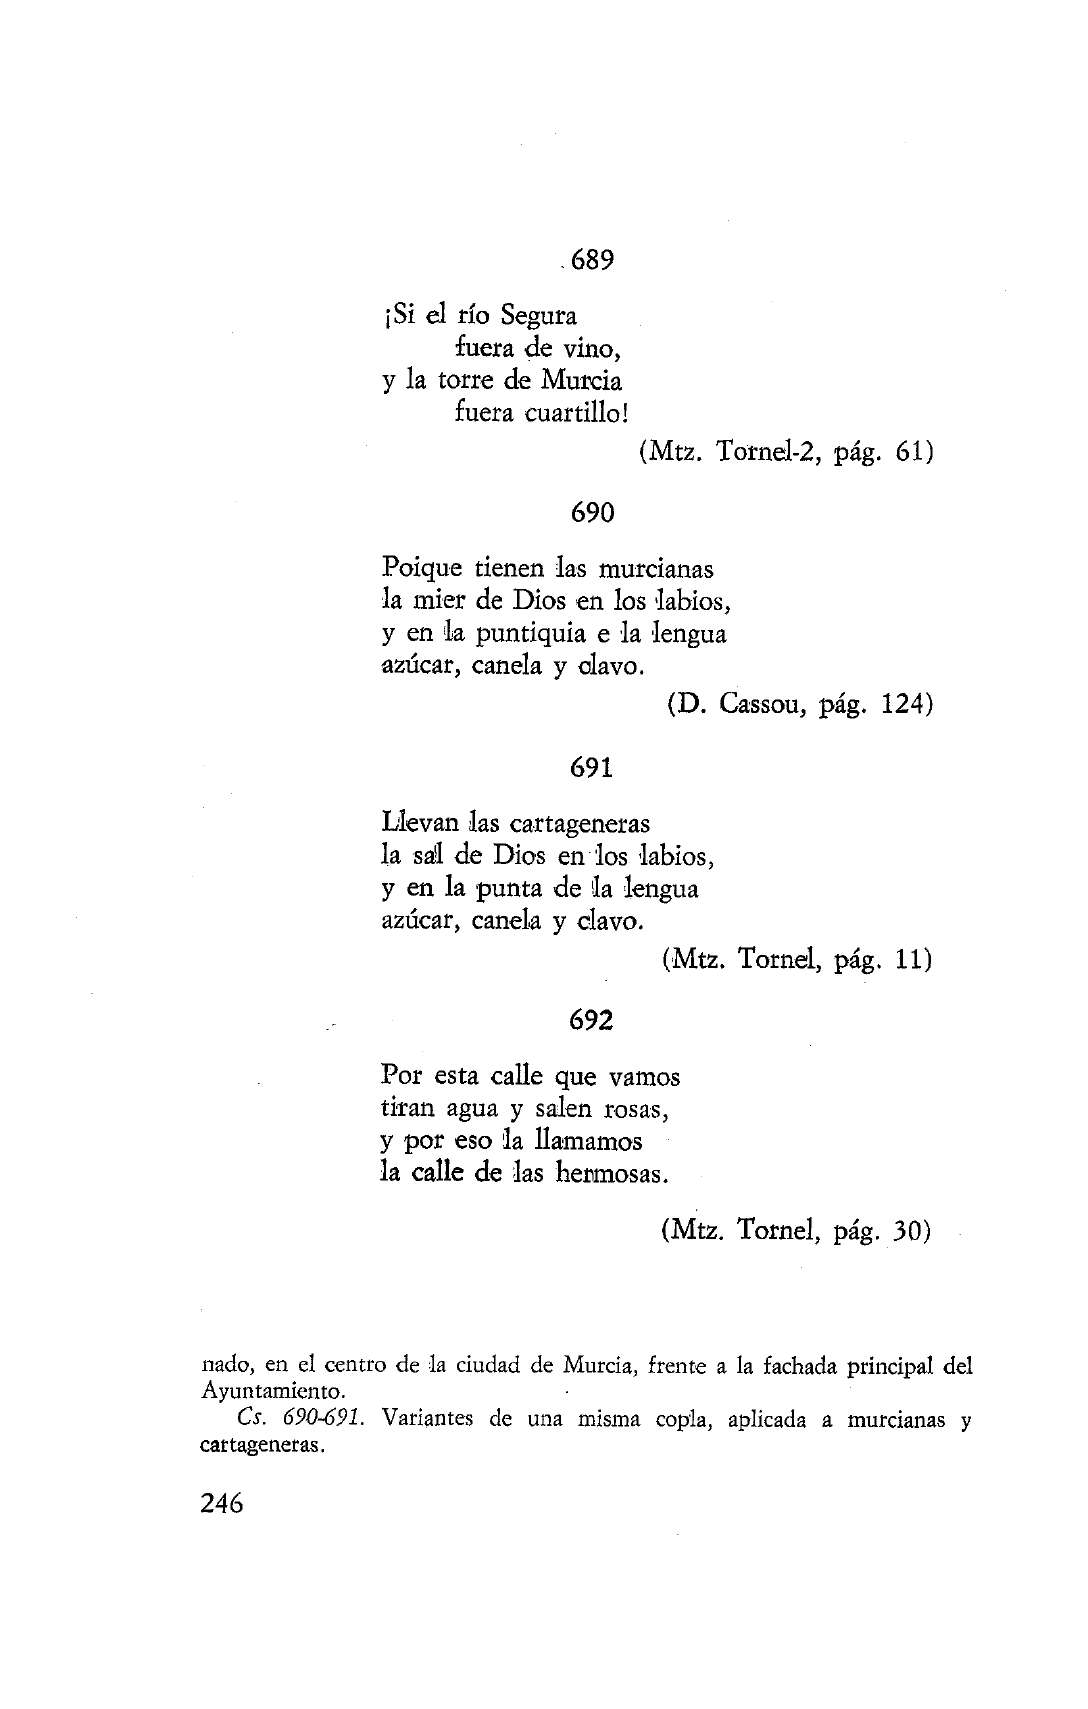 689
¡Si el río Segura
fuera de vino,
y la torre de Murcia
fuera cuartillo!
(Mtz. Tornel-2, pág. 61)
690
Poique tienen las murcianas
la mier de Dios en los labios,
y en la puntiquia e la lengua
azúcar, canela y clavo.
(D. Cassou, pág. 124)
691
Llevan las cartageneras
la sal de Dios en los labios,
y en la punta de la lengua
azúcar, canela y clavo.
(Mtz. Tornel, pág. 11)
692
Por esta calle que vamos
tiran agua y salen rosas,
y por eso la llamamos
la calle de las hermosas.
(Mtz. Tornel, pág. 30)
nado, en el centro de la ciudad de Murcia, frente a la fachada principal del
Ayuntamiento.
Cs. 690-691. Variantes de una misma copla, aplicada a murcianas y
cartageneras.
246